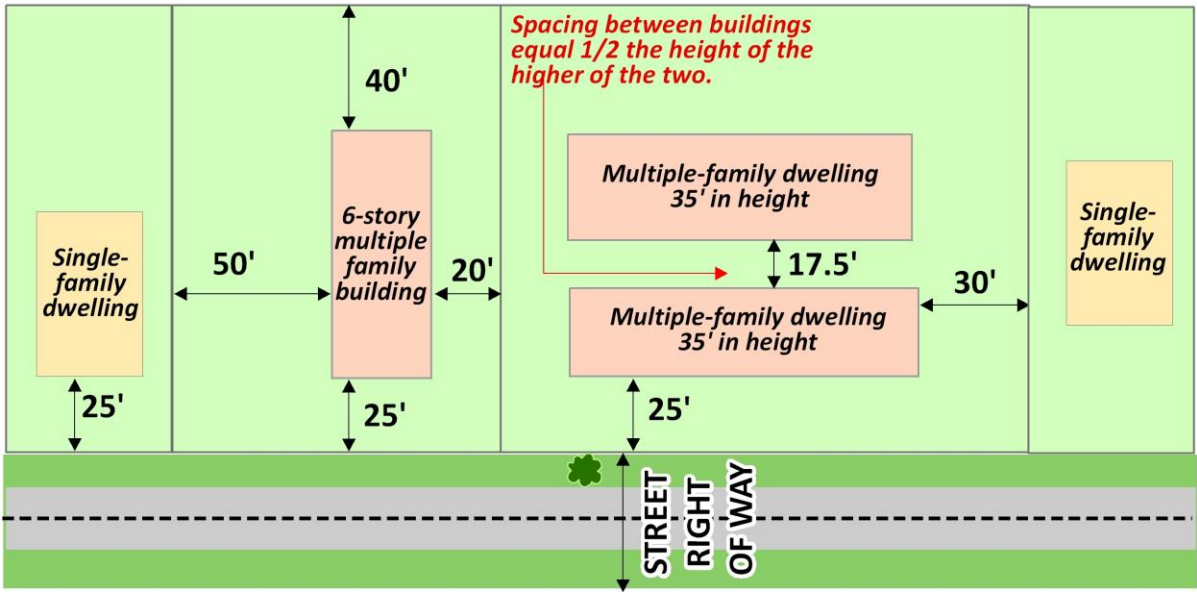 Spacing between buildings
equal 1/2 the height of the
higher of the two.
40'
Multiple-family dwelling
35' in height
6-story
multiple
family
building
Single-
family
dwelling
Single-
family
dwelling
50'
20'
17.5'
30'
Multiple-family dwelling
35' in height
25'
25'
25'
STREET
RIGHT
OF WAY